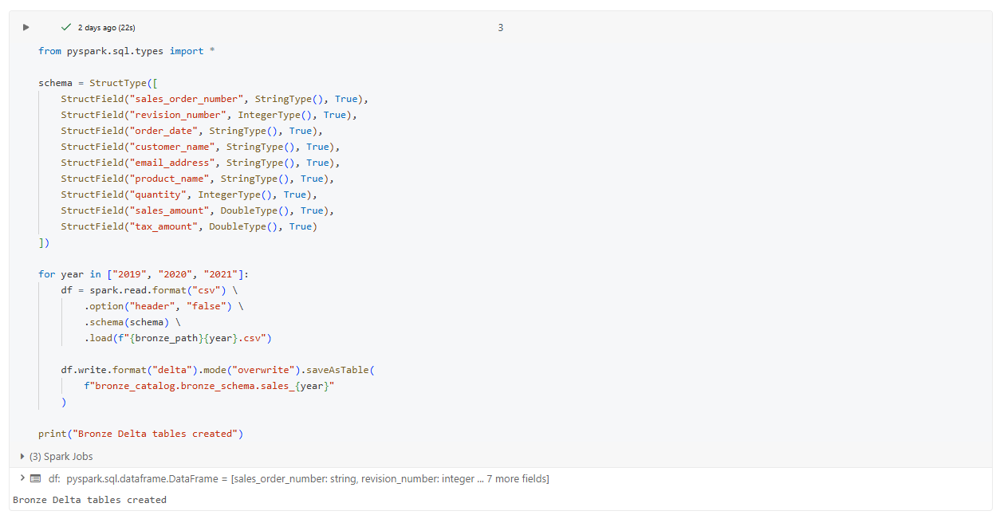 2 days ago (22s)
3
from pyspark.sql.types import *
schema = StructType([
    StructField("sales_order_number", StringType(), True),
    StructField("revision_number", IntegerType(), True),
    StructField("order_date", StringType(), True),
    StructField("customer_name", StringType(), True),
    StructField("email_address", StringType(), True),
    StructField("product_name", StringType(), True),
    StructField("quantity", IntegerType(), True),
    StructField("sales_amount", DoubleType(), True),
    StructField("tax_amount", DoubleType(), True)
])
for year in ["2019", "2020", "2021"]:
    df = spark.read.format("csv") \
        .option("header", "false") \
        .schema(schema) \
        .load(f"{bronze_path}{year}.csv")
    df.write.format("delta").mode("overwrite").saveAsTable(
        f"bronze_catalog.bronze_schema.sales_{year}"
    )
print("Bronze Delta tables created")
(3) Spark Jobs
df: pyspark.sql.dataframe.DataFrame = [sales_order_number: string, revision_number: integer ... 7 more fields]
Bronze Delta tables created